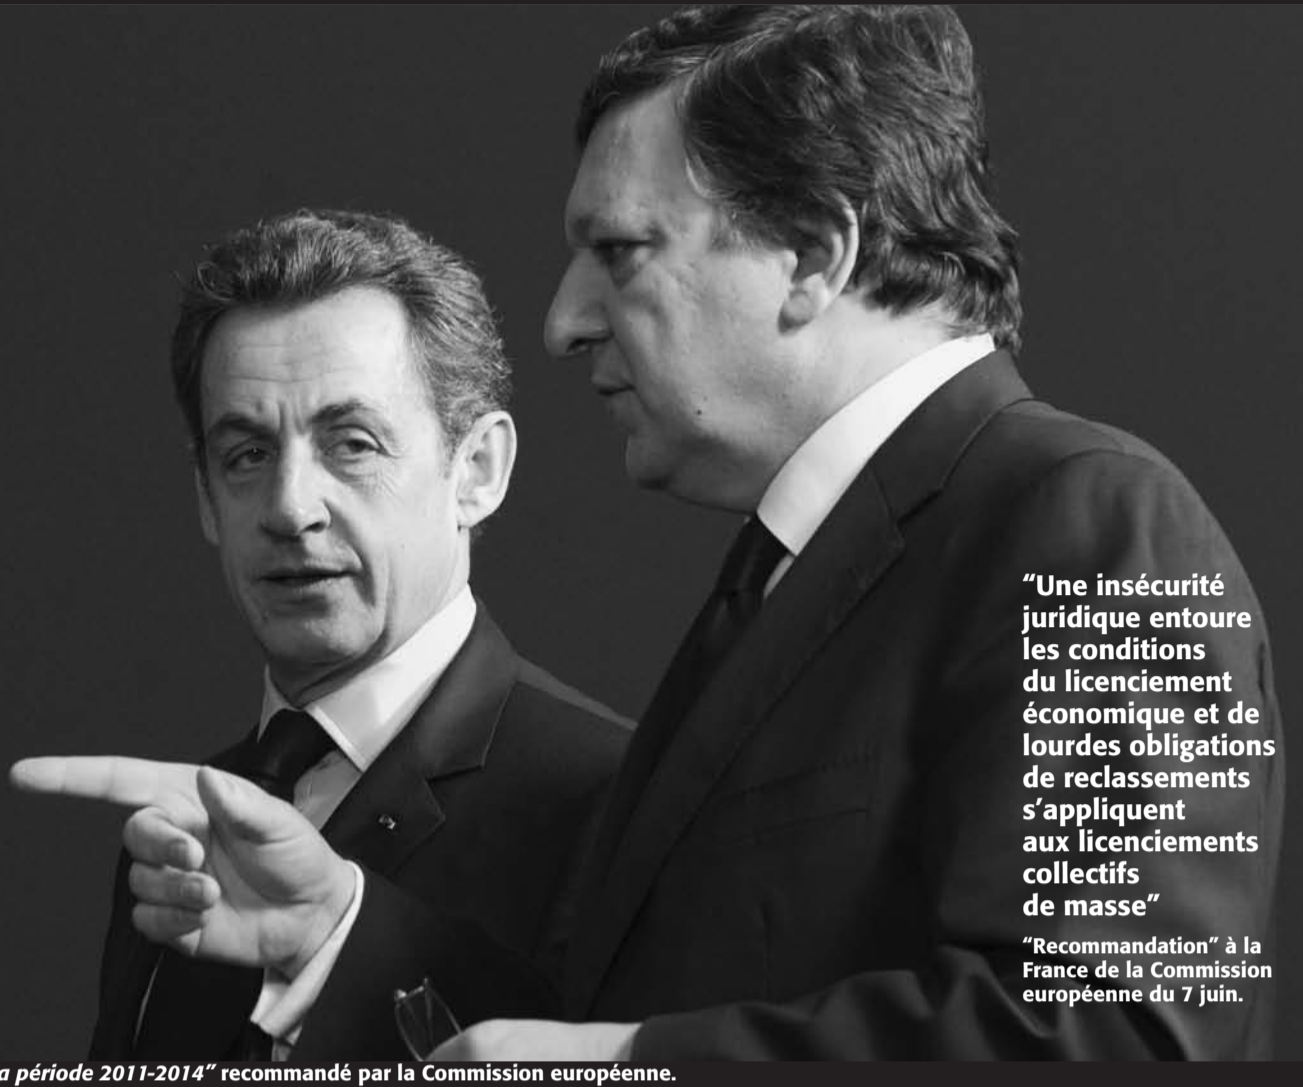 “Une insécurité
juridique entoure
les conditions
du licenciement
économique et de
lourdes obligations
de reclassements
s’appliquent
aux licenciements
collectifs
de masse”
“Recommandation” à la
France de la Commission
européenne du 7 juin.
a période 2011-2014” recommandé par la Commission européenne.